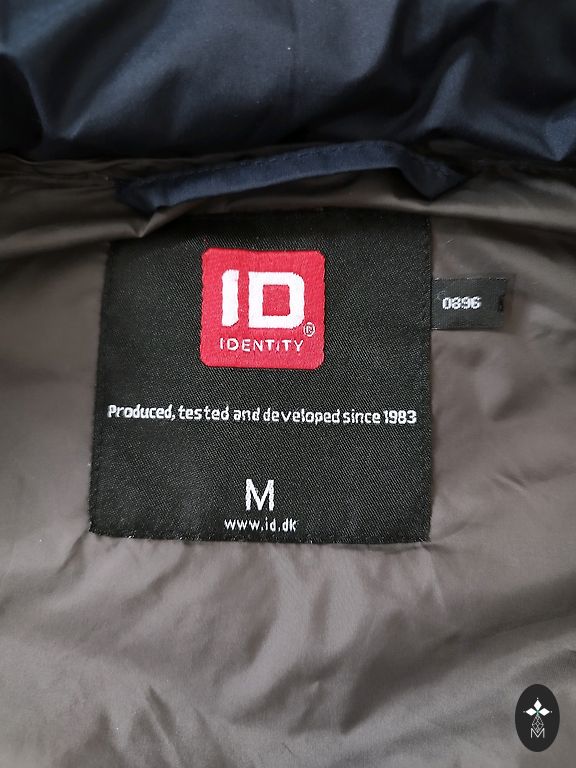 ID®
IDENTITY
0896
Produced, tested and developed since 1983
M
www.id.dk
M